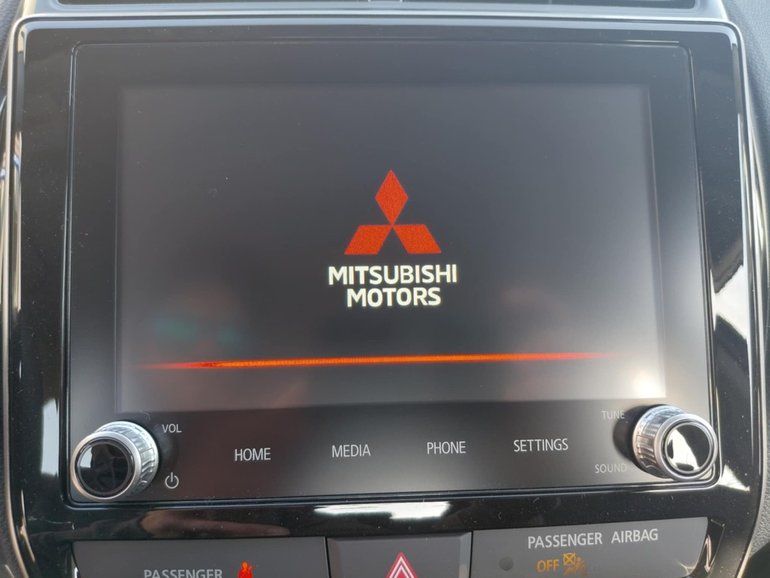 MITSUBISHI
MOTORS
VOL
HOME
MEDIA
PHONE
SETTINGS
TUNE
SOUND
PASSENGER
PASSENGER AIRBAG
OFF